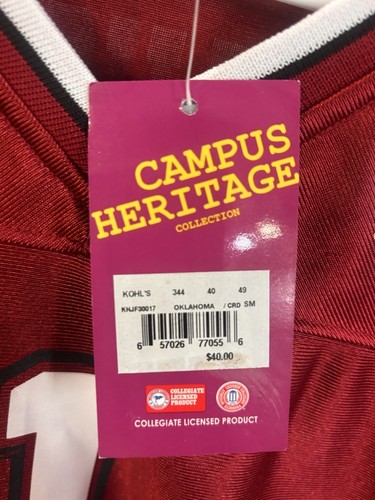 CAMPUS
HERITAGE
COLLECTION
KOHL'S 344 40 49
KHJF30017 OKLAHOMA / CRD SM
6 57026 77055 6
$40.00
COLLEGIATE
LICENSED
PRODUCT
COLLEGIATE LICENSED PRODUCT
1